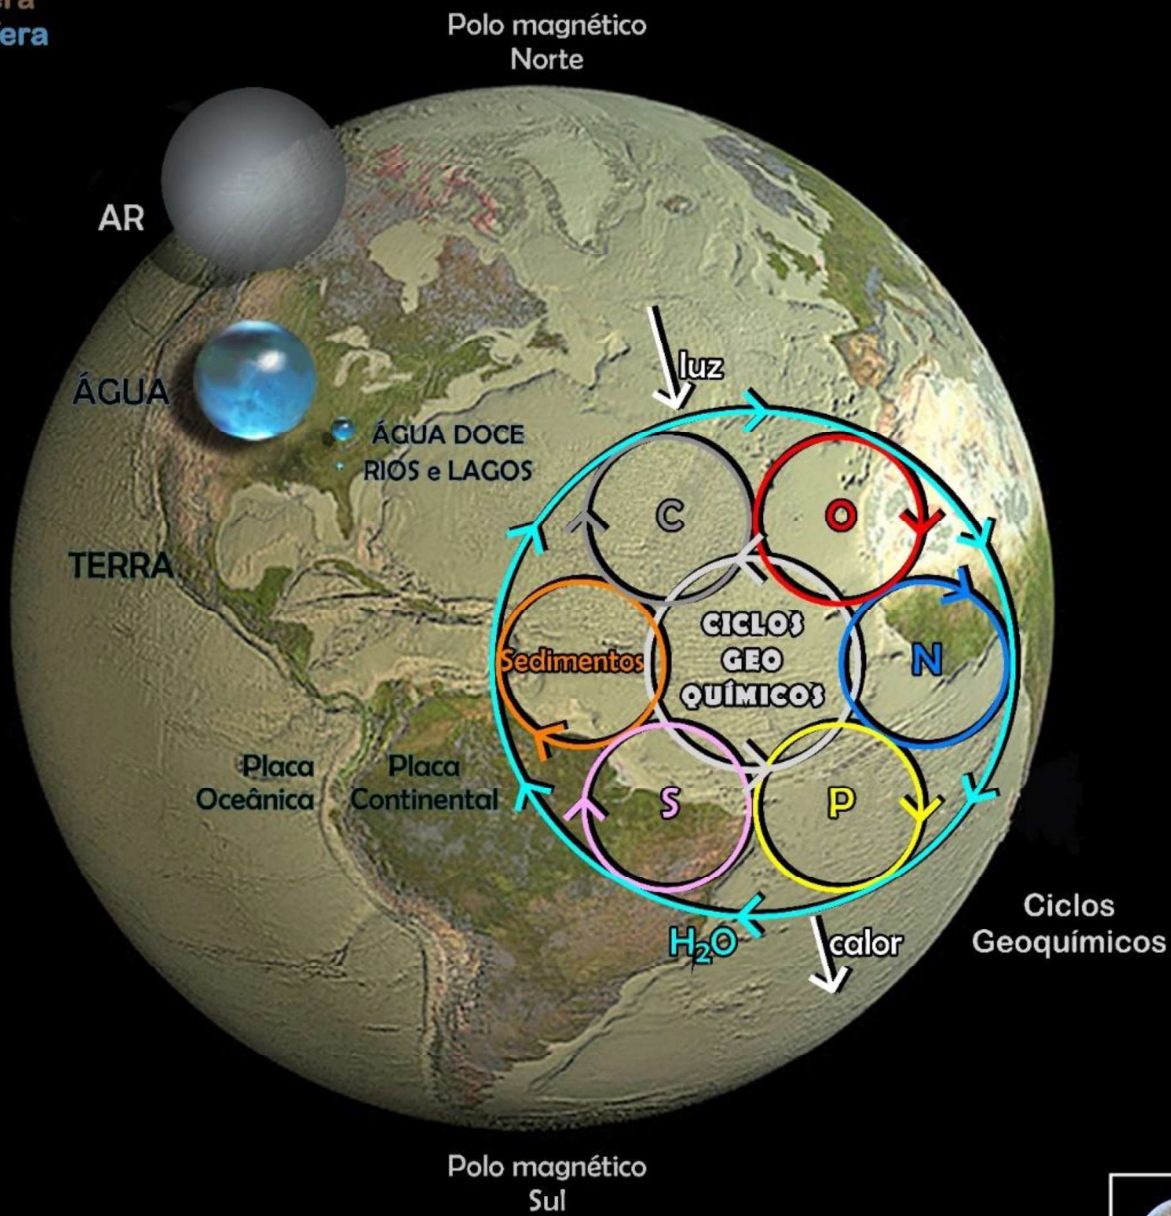 Polo magnético
Norte
AR
luz
ÁGUA
ÁGUA DOCE
RIOS e LAGOS
C
O
TERRA
CICLOS
GEO
QUÍMICOS
Sedimentos
N
Placa
Oceânica
Placa
Continental
S
P
H₂O
calor
Ciclos
Geoquímicos
Polo magnético
Sul